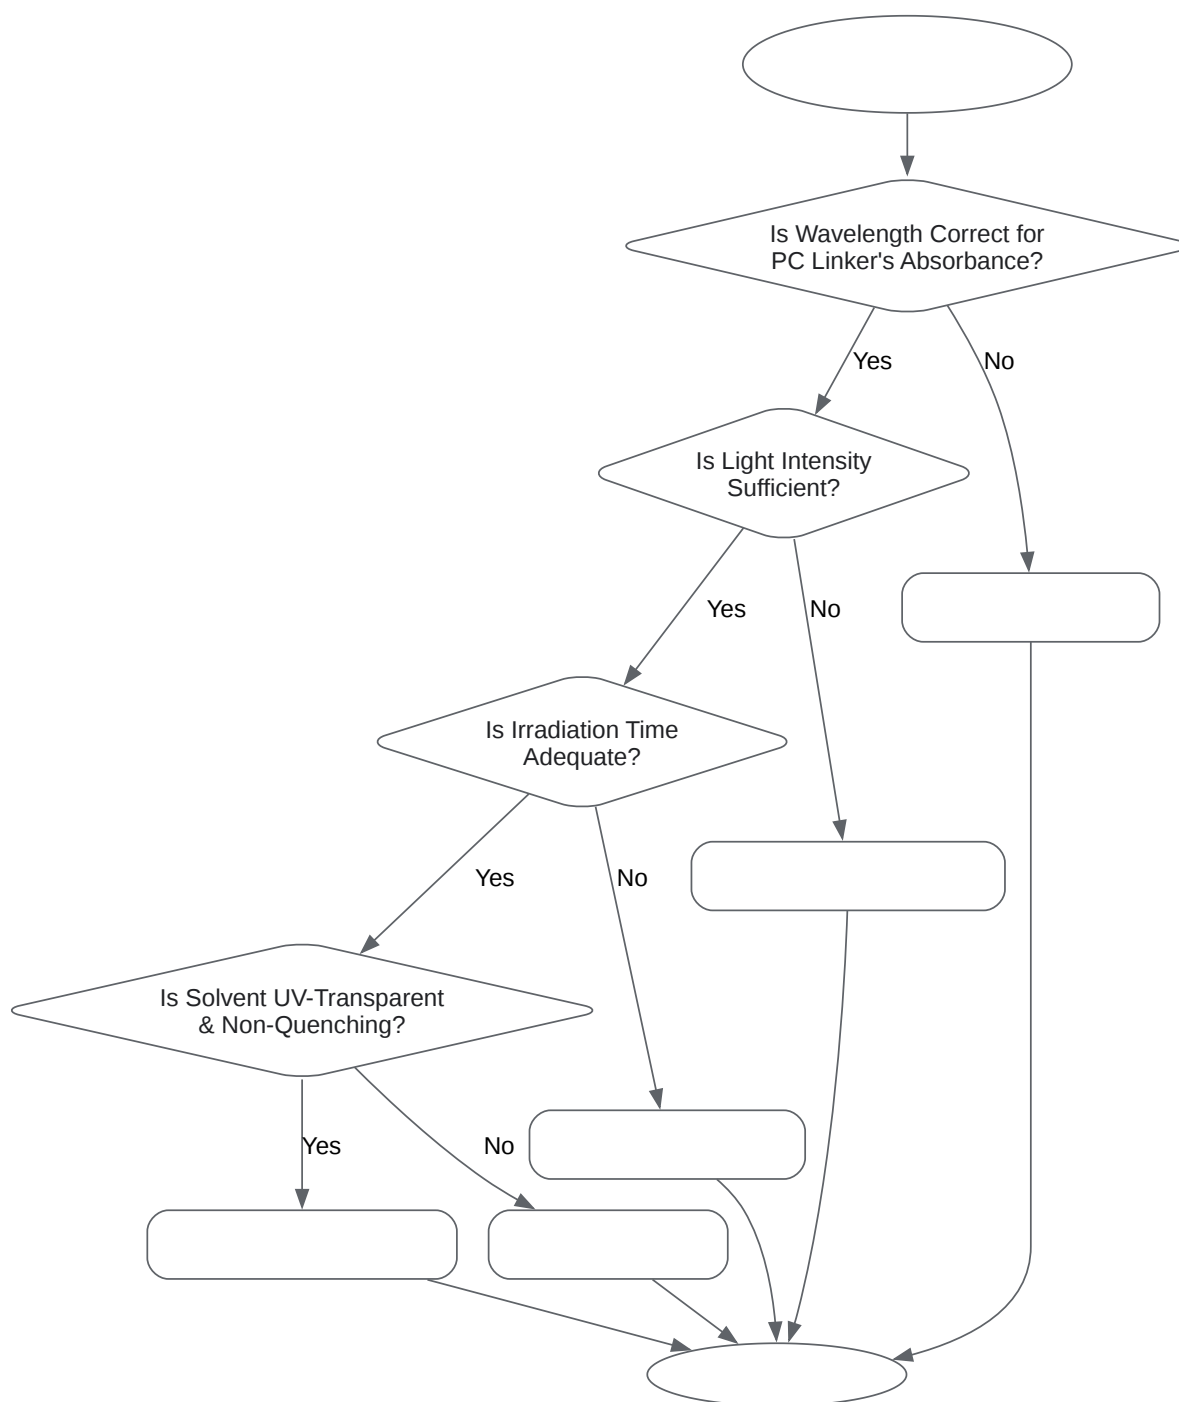 Is Wavelength Correct for
PC Linker's Absorbance?
Yes
No
Is Light Intensity
Sufficient?
Yes
No
Is Irradiation Time
Adequate?
Yes
No
Is Solvent UV-Transparent
& Non-Quenching?
Yes
No